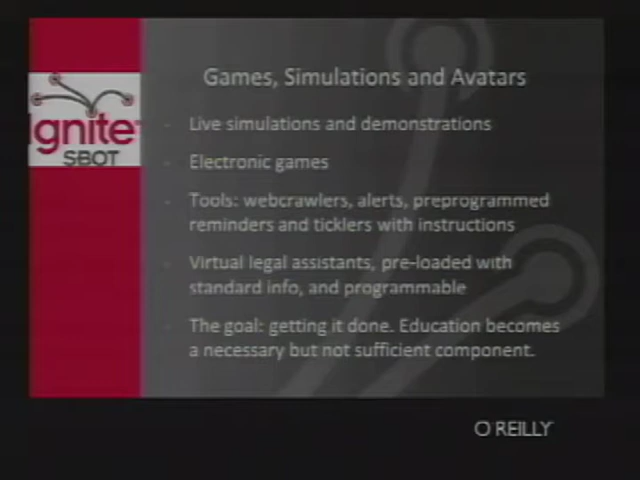 Ignite
SBOT
Games, Simulations and Avatars
- Live simulations and demonstrations
- Electronic games
- Tools: webcrawlers, alerts, preprogrammed
reminders and ticklers with instructions
- Virtual legal assistants, pre-loaded with
standard info, and programmable
- The goal: getting it done. Education becomes
a necessary but not sufficient component.
O'REILLY